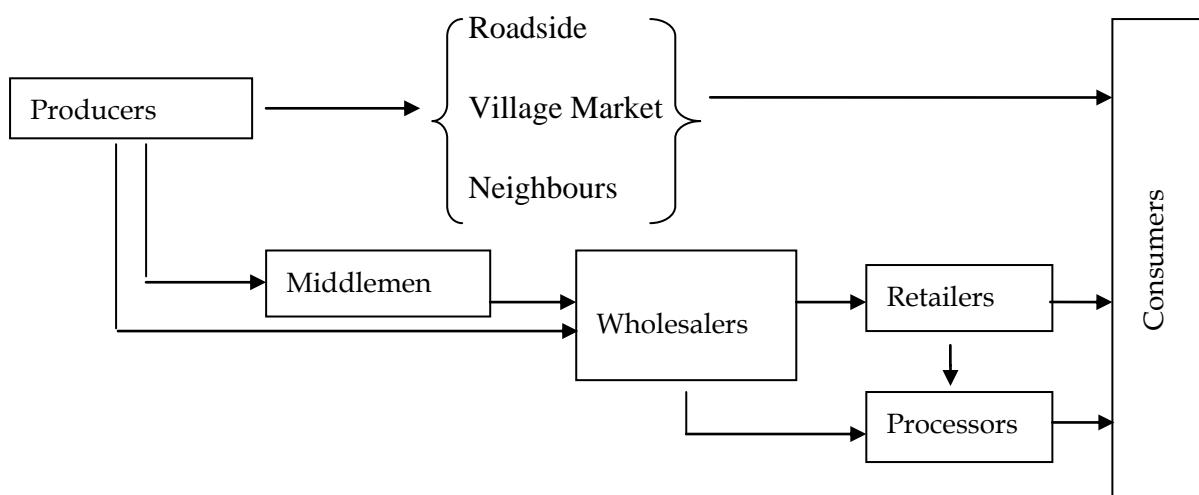 Roadside
Producers
Village Market
Neighbours
Consumers
Middlemen
Wholesalers
Retailers
Processors